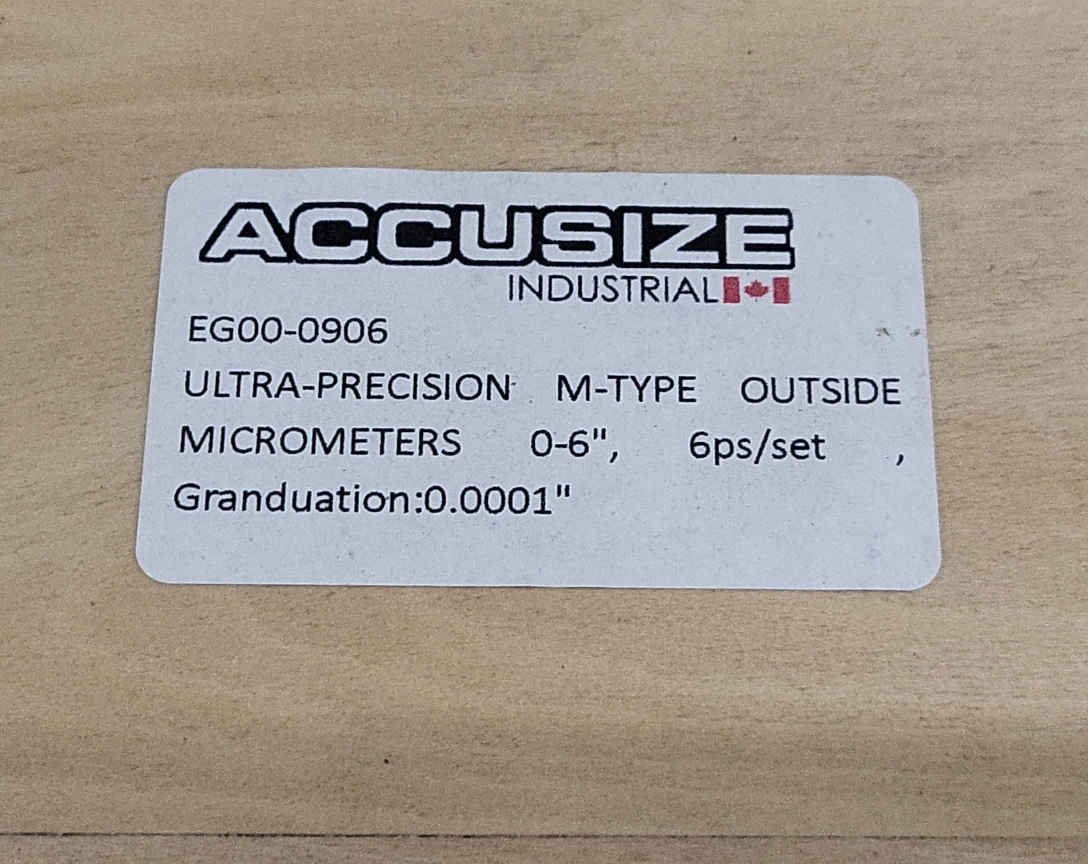 ACCUSIZE
INDUSTRIAL
EG00-0906
ULTRA-PRECISION M-TYPE OUTSIDE
MICROMETERS 0-6", 6ps/set ,
Granduation:0.0001"